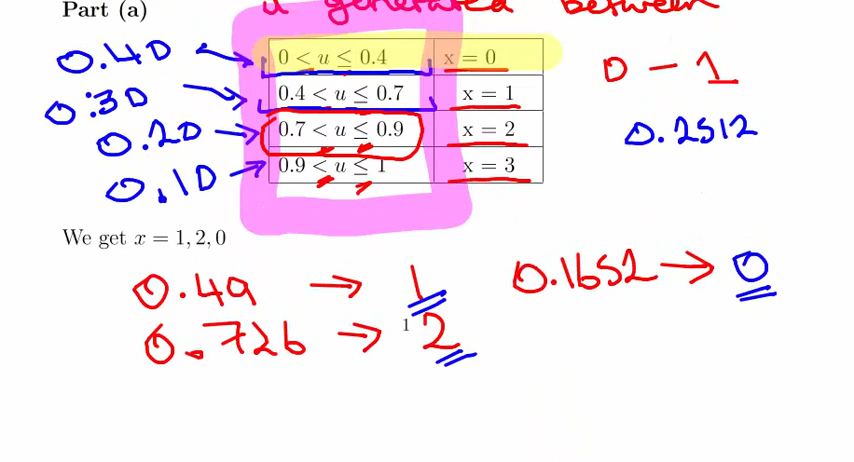 Part (a)
u generated between
0.40 0 < u ≤ 0.4 x = 0
0.30 0.4 < u ≤ 0.7 x = 1
0.20 0.7 < u ≤ 0.9 x = 2
0.10 0.9 < u ≤ 1 x = 3
0 - 1
0.2512
We get x = 1, 2, 0
0.49 → 1
0.1652 → 0
0.726 → 2
1